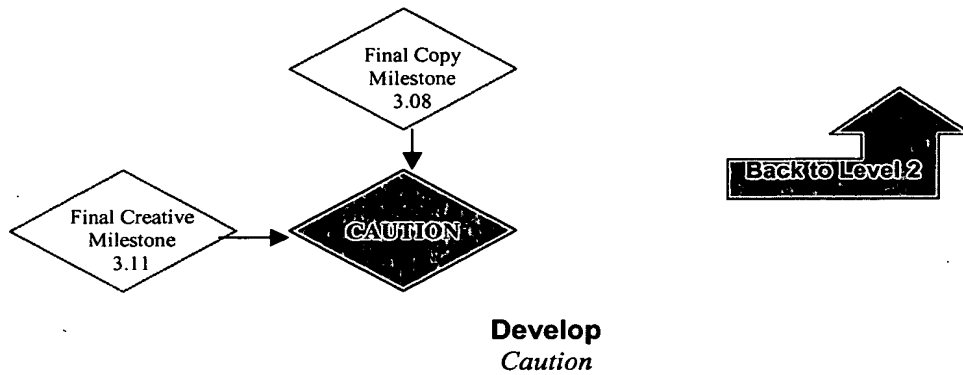 Final Copy
Milestone
3.08
Back to Level 2
Final Creative
Milestone
3.11
CAUTION
Develop
Caution